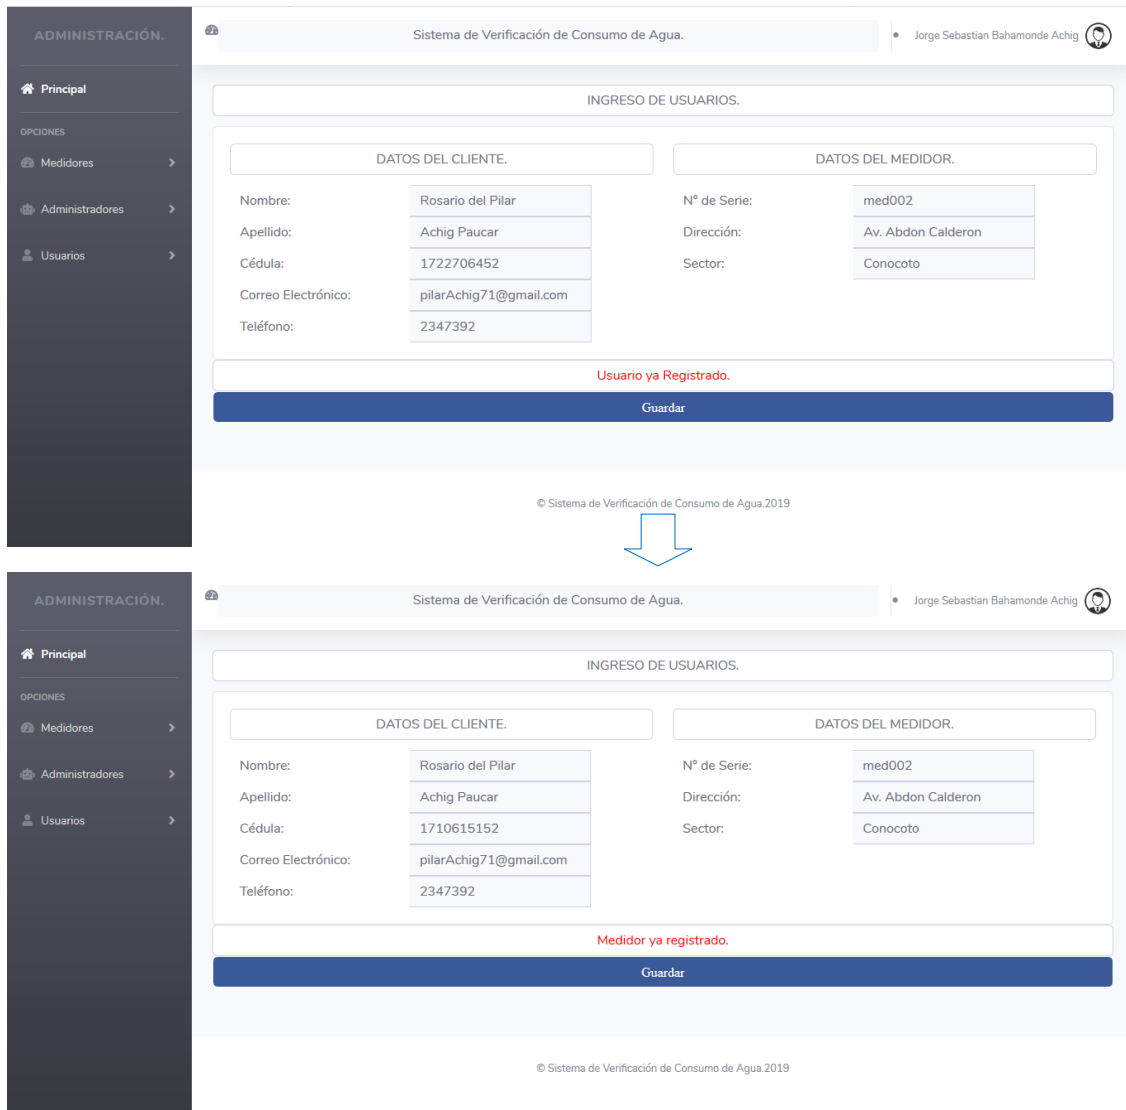 ADMINISTRACIÓN.
Sistema de Verificación de Consumo de Agua.
Jorge Sebastian Bahamonde Achig
Principal
OPCIONES
Medidores
Administradores
Usuarios
INGRESO DE USUARIOS.
DATOS DEL CLIENTE.
DATOS DEL MEDIDOR.
Nombre: Rosario del Pilar
Apellido: Achig Paucar
Cédula: 1722706452
Correo Electrónico: pilarAchig71@gmail.com
Teléfono: 2347392
N° de Serie: med002
Dirección: Av. Abdon Calderon
Sector: Conocoto
Usuario ya Registrado.
Guardar
© Sistema de Verificación de Consumo de Agua.2019
ADMINISTRACIÓN.
Sistema de Verificación de Consumo de Agua.
Jorge Sebastian Bahamonde Achig
Principal
OPCIONES
Medidores
Administradores
Usuarios
INGRESO DE USUARIOS.
DATOS DEL CLIENTE.
DATOS DEL MEDIDOR.
Nombre: Rosario del Pilar
Apellido: Achig Paucar
Cédula: 1710615152
Correo Electrónico: pilarAchig71@gmail.com
Teléfono: 2347392
N° de Serie: med002
Dirección: Av. Abdon Calderon
Sector: Conocoto
Medidor ya registrado.
Guardar
© Sistema de Verificación de Consumo de Agua.2019